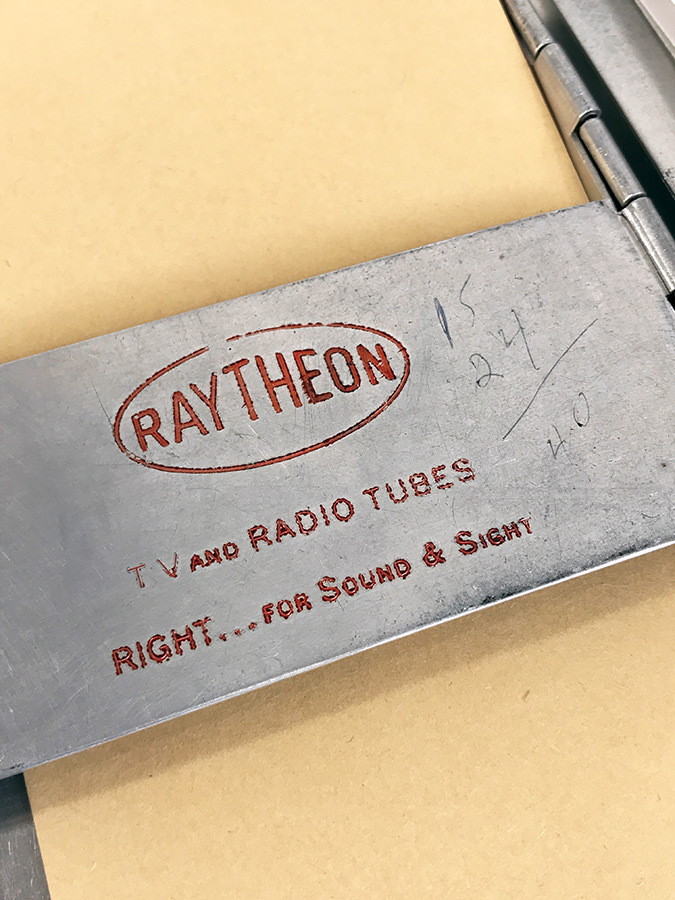 RAYTHEON
TV AND RADIO TUBES
RIGHT... FOR SOUND & SIGHT
15
24
40